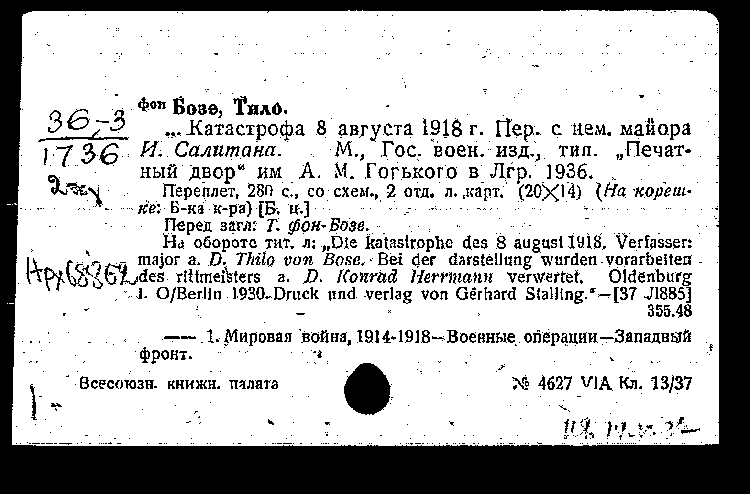 фон Бозе, Тило.
36-3
... Катастрофа 8 августа 1918 г. Пер. с нем. майора
1736
И. Салитана. М., Гос. воен. изд., тип. „Печат-
ный двор“ им А. М. Горького в Лгр. 1936.
2 экз
Переплет, 280 с., со схем., 2 отд. л. карт. (20×14) (На кореш-
ке: Б-ка к-ра) [Б. ц.]
Перед загл: Т. фон-Бозе.
На обороте тит. л: „Die katastrophe des 8 august 1918. Verfasser:
major a. D. Thilo von Bose. Bei der darstellung wurden vorarbeiten
Нрх68862
des rittmeisters a. D. Konrad Herrmann verwertet. Oldenburg
i. O/Berlin 1930. Druck und verlag von Gerhard Stalling.“—[37 Л885]
355.48
—— 1. Мировая война, 1914-1918—Военные операции—Западный
фронт.
Всесоюзн. книжн. палата № 4627 VIA Кл. 13/37
1-